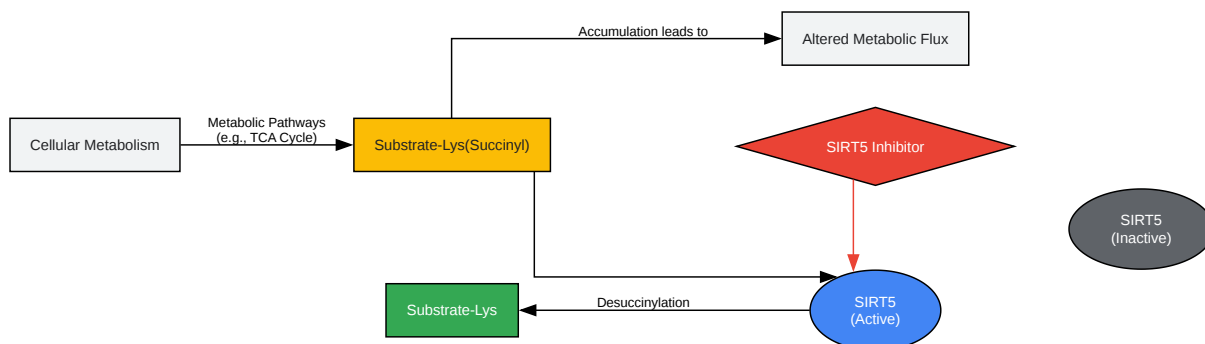 Accumulation leads to
Altered Metabolic Flux
Cellular Metabolism
Metabolic Pathways
(e.g., TCA Cycle)
Substrate-Lys(Succinyl)
SIRT5 Inhibitor
SIRT5
(Inactive)
Substrate-Lys
Desuccinylation
SIRT5
(Active)